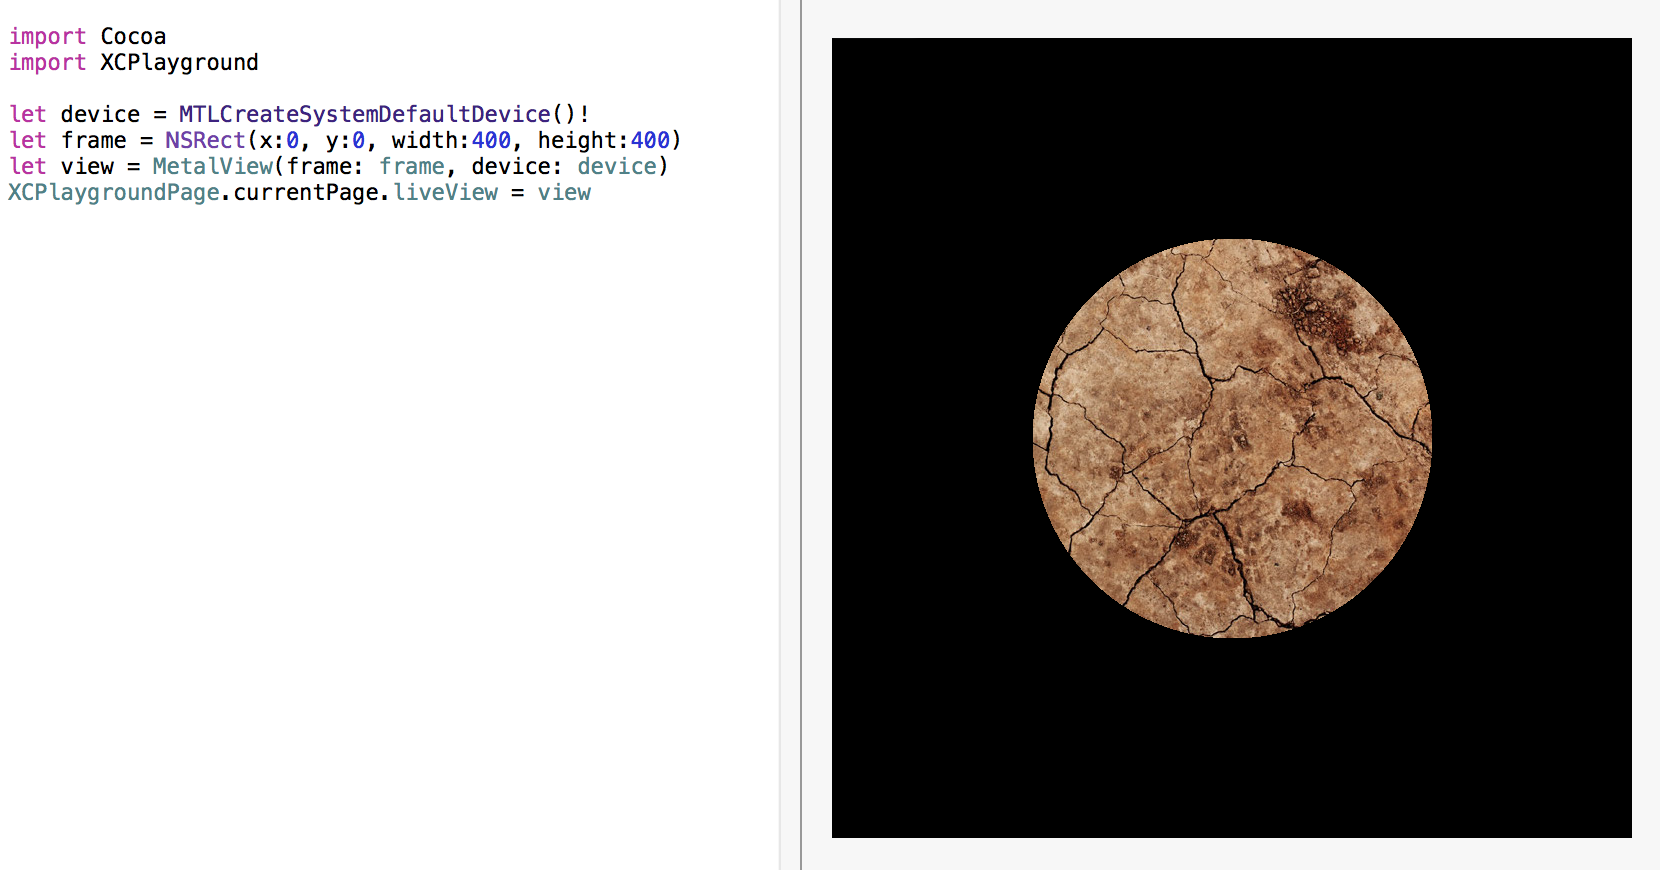 import Cocoa
import XCPlayground
let device = MTLCreateSystemDefaultDevice()!
let frame = NSRect(x:0, y:0, width:400, height:400)
let view = MetalView(frame: frame, device: device)
XCPlaygroundPage.currentPage.liveView = view